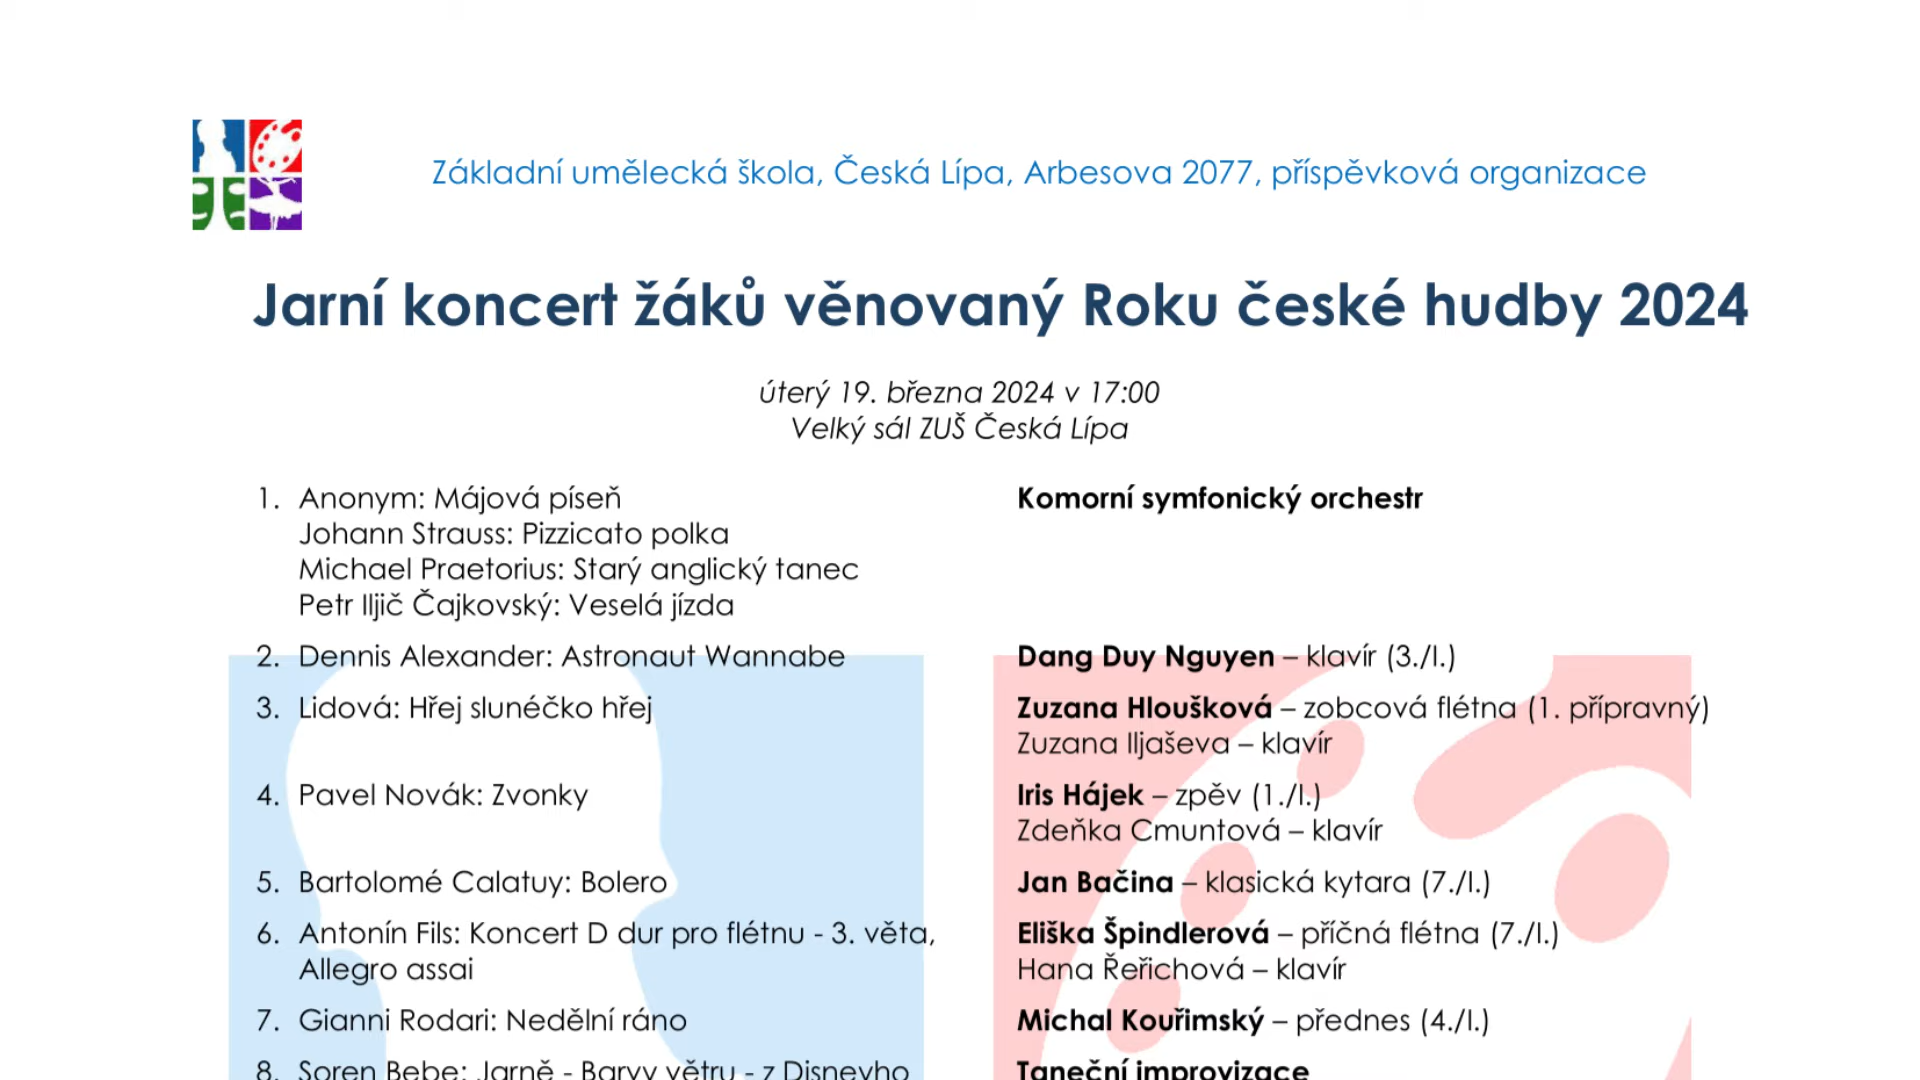 Základní umělecká škola, Česká Lípa, Arbesova 2077, příspěvková organizace
Jarní koncert žáků věnovaný Roku české hudby 2024
úterý 19. března 2024 v 17:00
Velký sál ZUŠ Česká Lípa
1. Anonym: Májová píseň Komorní symfonický orchestr
Johann Strauss: Pizzicato polka
Michael Praetorius: Starý anglický tanec
Petr Iljič Čajkovský: Veselá jízda
2. Dennis Alexander: Astronaut Wannabe Dang Duy Nguyen – klavír (3./I.)
3. Lidová: Hřej slunéčko hřej Zuzana Hloušková – zobcová flétna (1. přípravný)
Zuzana Iljaševa – klavír
4. Pavel Novák: Zvonky Iris Hájek – zpěv (1./I.)
Zdeňka Cmuntová – klavír
5. Bartolomé Calatuy: Bolero Jan Bačina – klasická kytara (7./I.)
6. Antonín Fils: Koncert D dur pro flétnu - 3. věta, Eliška Špindlerová – příčná flétna (7./I.)
Allegro assai Hana Řeřichová – klavír
7. Gianni Rodari: Nedělní ráno Michal Kouřimský – přednes (4./I.)
8. Soren Bebe: Jarně - Barvy větru - z Disneyho Taneční improvizace